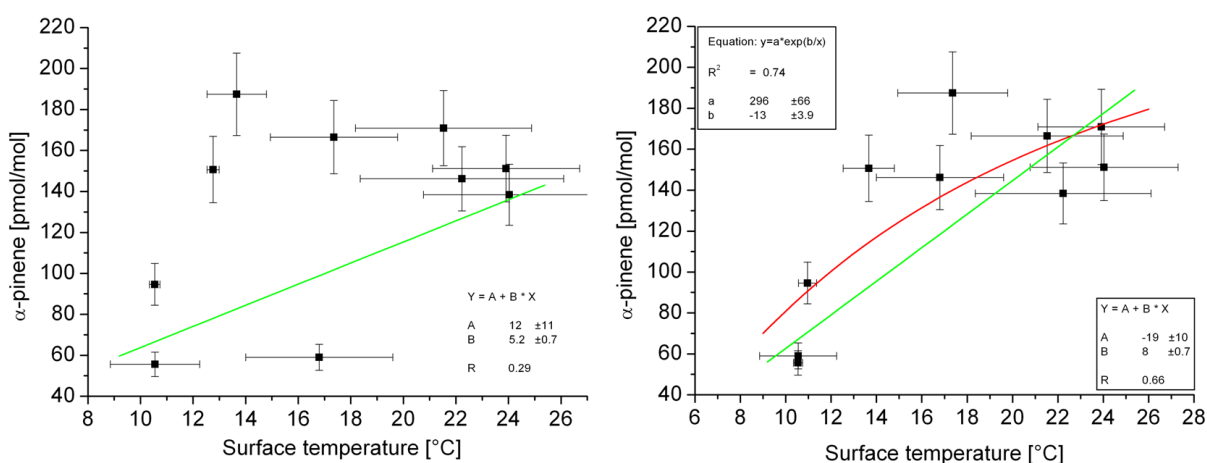 220
200
180
160
140
120
100
80
60
40
α-pinene [pmol/mol]
Y = A + B * X
A 12 ±11
B 5.2 ±0.7
R 0.29
8 10 12 14 16 18 20 22 24 26
Surface temperature [°C]
220
200
180
160
140
120
100
80
60
40
α-pinene [pmol/mol]
Equation: y=a*exp(b/x)
R² = 0.74
a 296 ±66
b -13 ±3.9
Y = A + B * X
A -19 ±10
B 8 ±0.7
R 0.66
8 10 12 14 16 18 20 22 24 26 28
Surface temperature [°C]